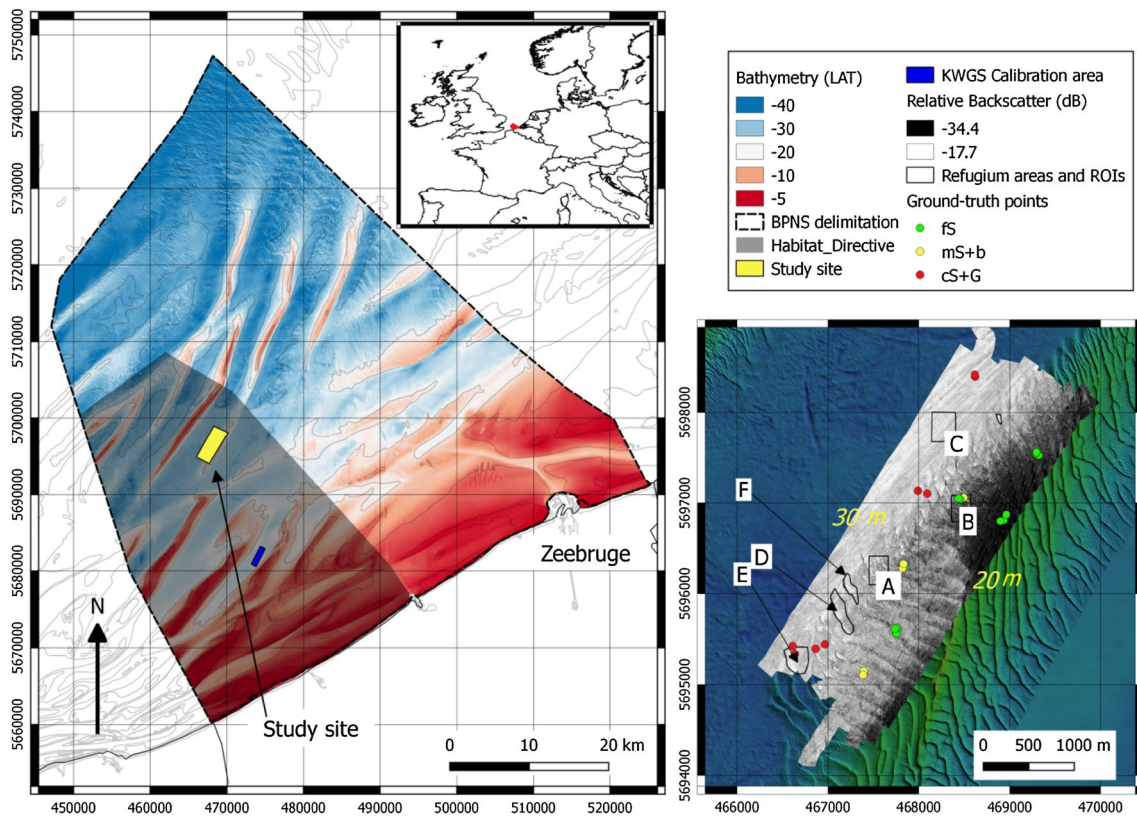 5750000
5740000
5730000
5720000
5710000
5700000
5690000
5680000
5670000
5660000
450000
460000
470000
480000
490000
500000
510000
520000
N
Zeebruge
Study site
0
10
20 km
Bathymetry (LAT)
-40
-30
-20
-10
-5
BPNS delimitation
Habitat_Directive
Study site
KWGS Calibration area
Relative Backscatter (dB)
-34.4
-17.7
Refugium areas and ROIs
Ground-truth points
fS
mS+b
cS+G
5698000
5697000
5696000
5695000
5694000
C
B
A
F
D
E
30 m
20 m
0
500
1000 m
466000
467000
468000
469000
470000